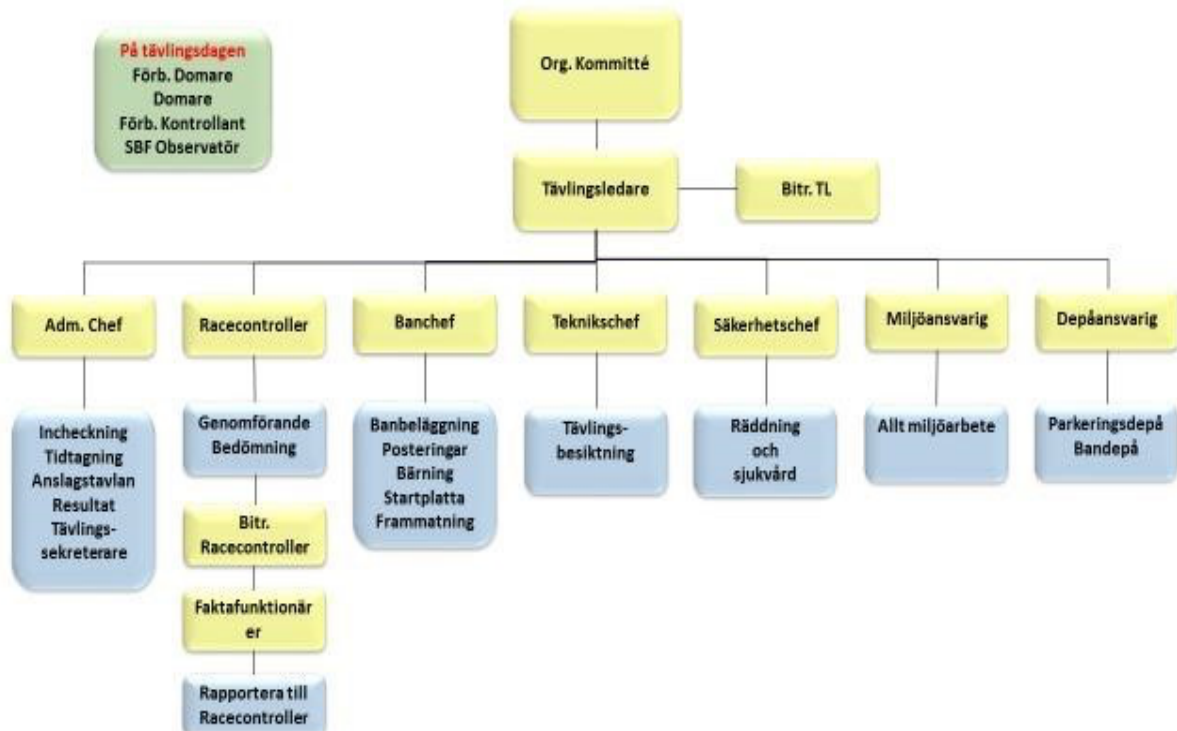 På tävlingsdagen
Förb. Domare
Domare
Förb. Kontrollant
SBF Observatör
Org. Kommitté
Tävlingsledare
Bitr. TL
Adm. Chef
Racecontroller
Banchef
Teknikschef
Säkerhetschef
Miljöansvarig
Depåansvarig
Incheckning
Tidtagning
Anslagstavlan
Resultat
Tävlings-
sekreterare
Genomförande
Bedömning
Bitr.
Racecontroller
Faktafunktionär
er
Rapportera till
Racecontroller
Banbeläggning
Posteringar
Bärning
Startplatta
Frammatning
Tävlings-
besiktning
Räddning
och
sjukvård
Allt miljöarbete
Parkeringsdepå
Bandepå